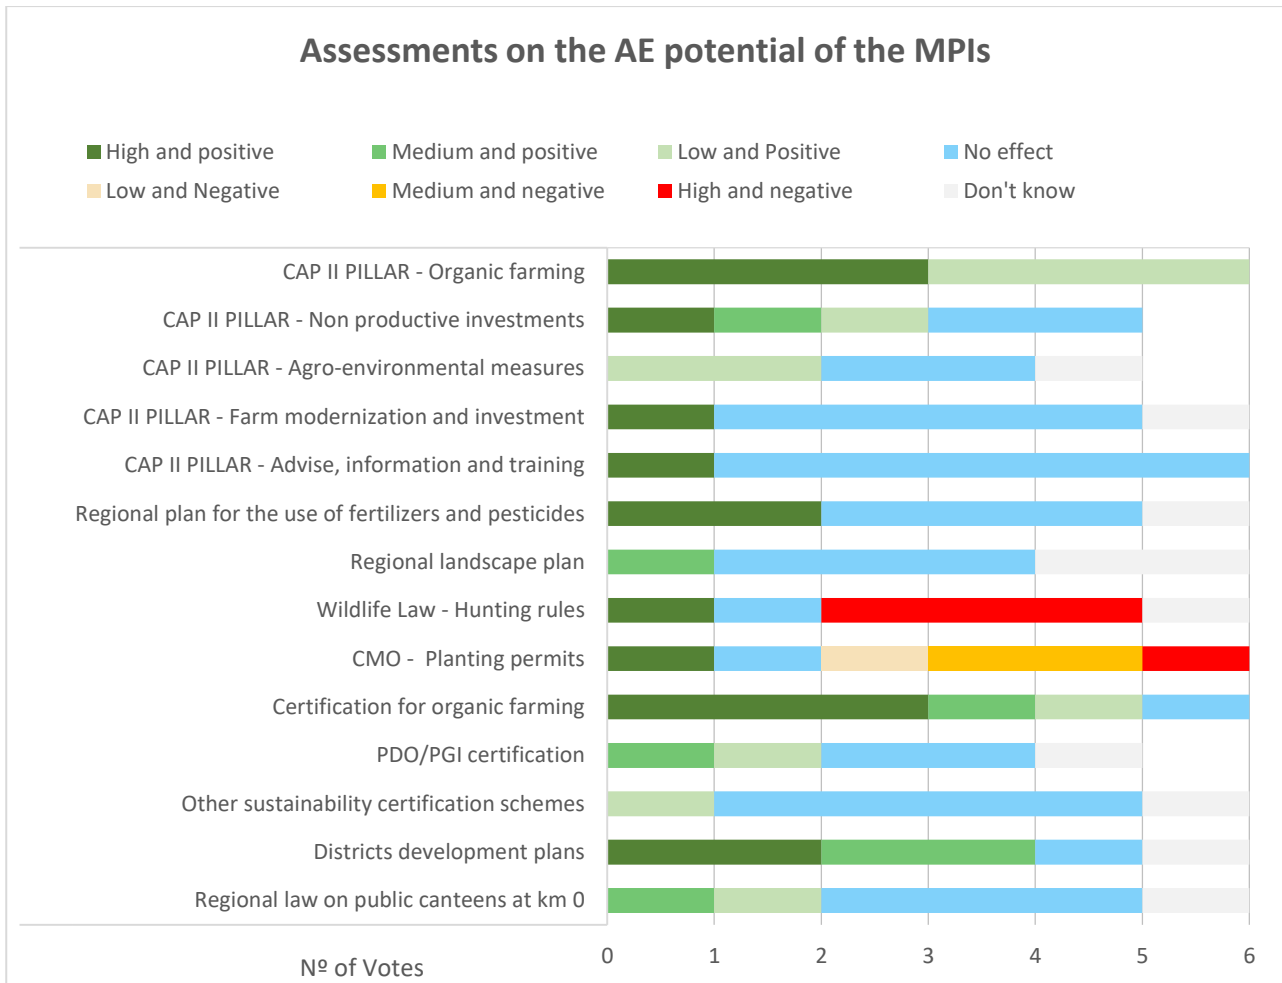 Assessments on the AE potential of the MPIs
High and positive
Medium and positive
Low and Positive
No effect
Low and Negative
Medium and negative
High and negative
Don't know
CAP II PILLAR - Organic farming
CAP II PILLAR - Non productive investments
CAP II PILLAR - Agro-environmental measures
CAP II PILLAR - Farm modernization and investment
CAP II PILLAR - Advise, information and training
Regional plan for the use of fertilizers and pesticides
Regional landscape plan
Wildlife Law - Hunting rules
CMO - Planting permits
Certification for organic farming
PDO/PGI certification
Other sustainability certification schemes
Districts development plans
Regional law on public canteens at km 0
0 1 2 3 4 5 6
Nº of Votes